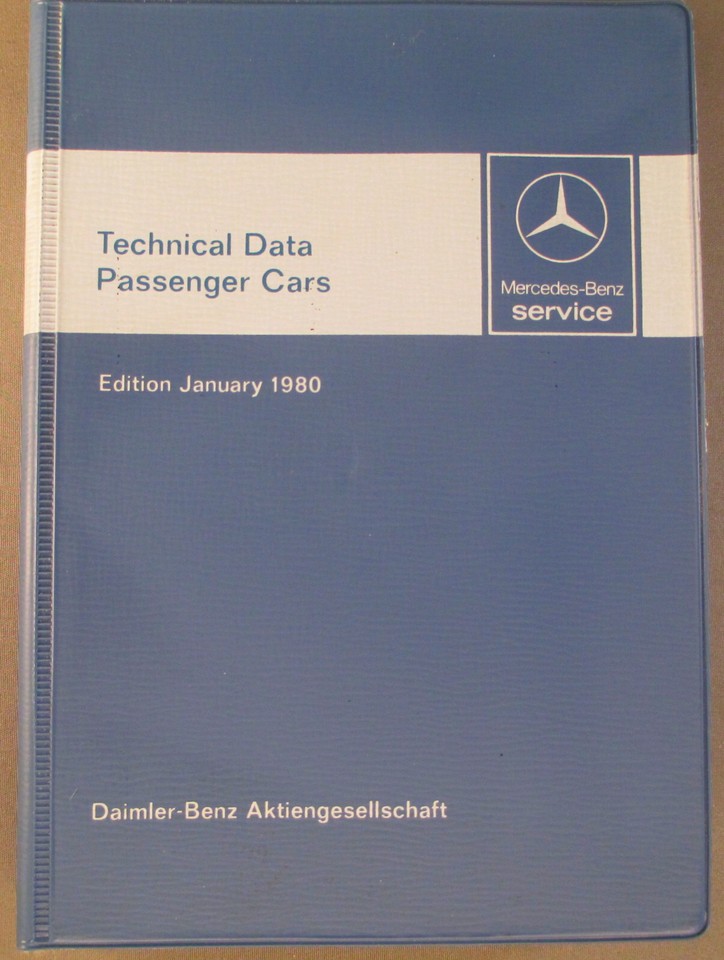 Technical Data
Passenger Cars
Mercedes-Benz
service
Edition January 1980
Daimler-Benz Aktiengesellschaft